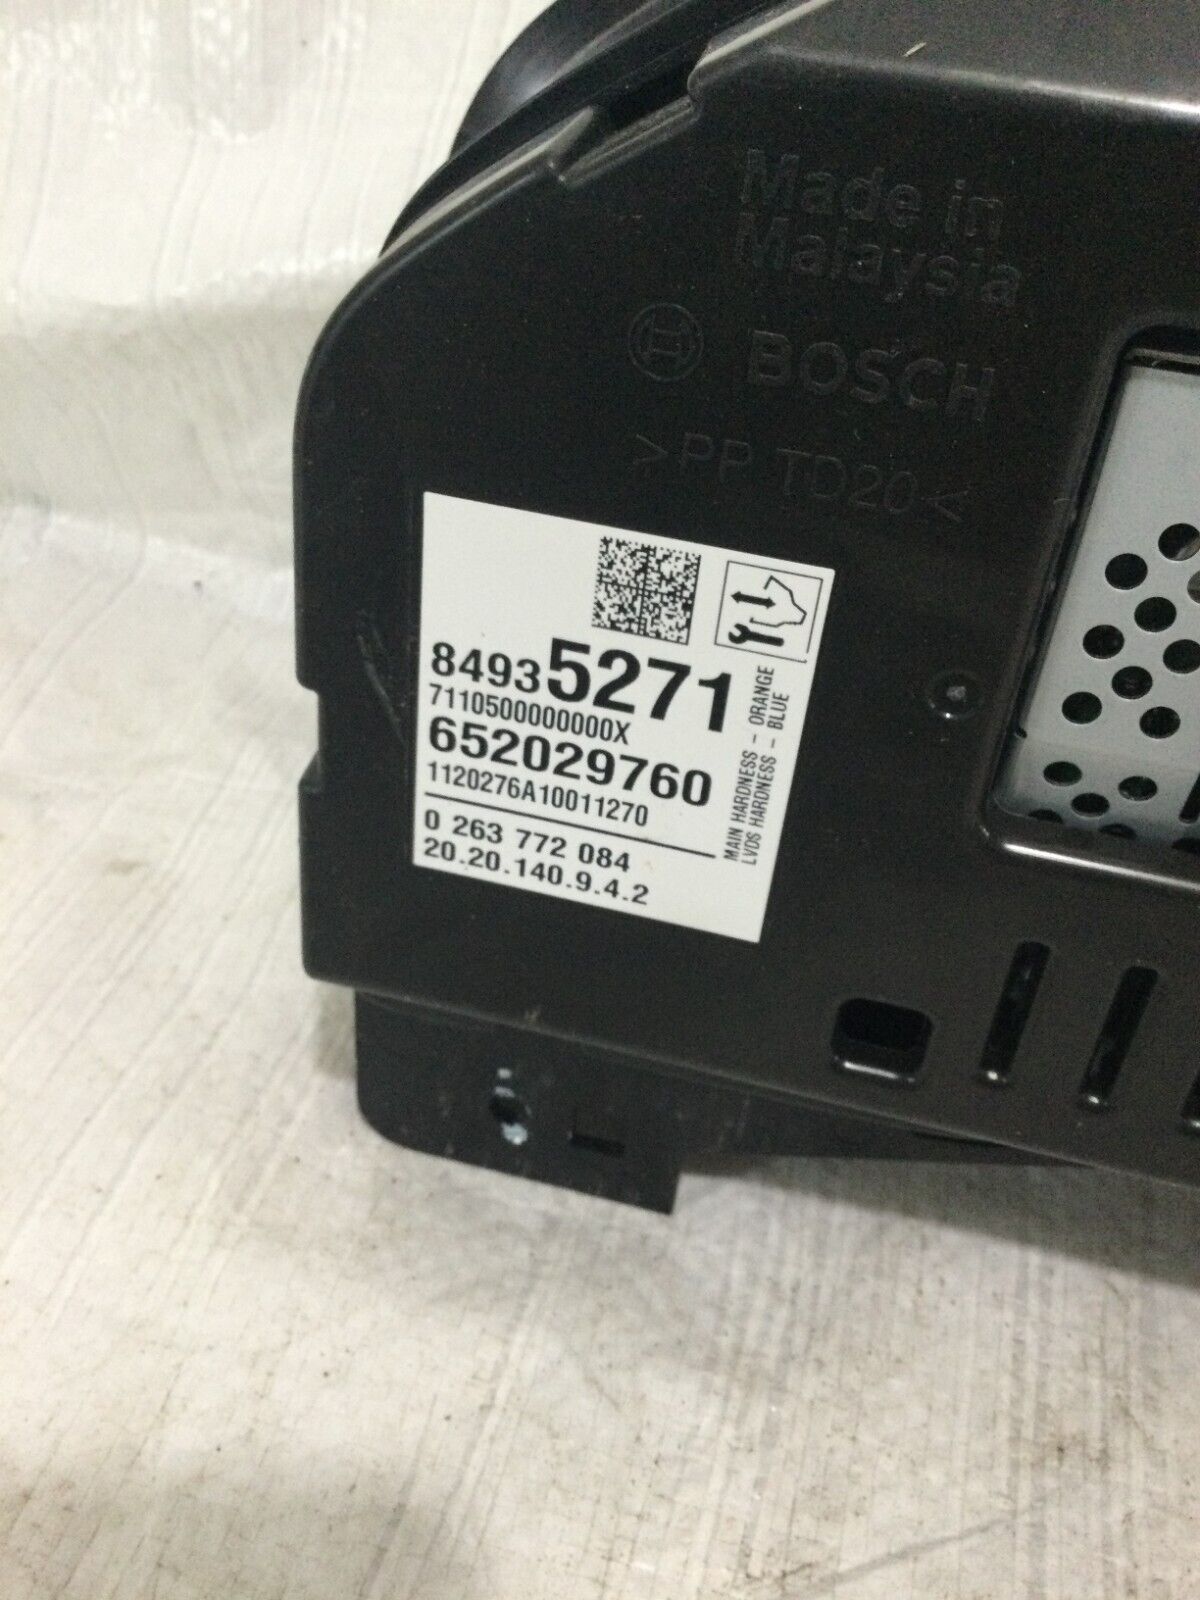 Made in
Malaysia
BOSCH
>PP TD20<
84935271
7110500000000X
652029760
1120276A10011270
0 263 772 084
20.20.140.9.4.2
MAIN HARDNESS - ORANGE
LVDS HARDNESS - BLUE